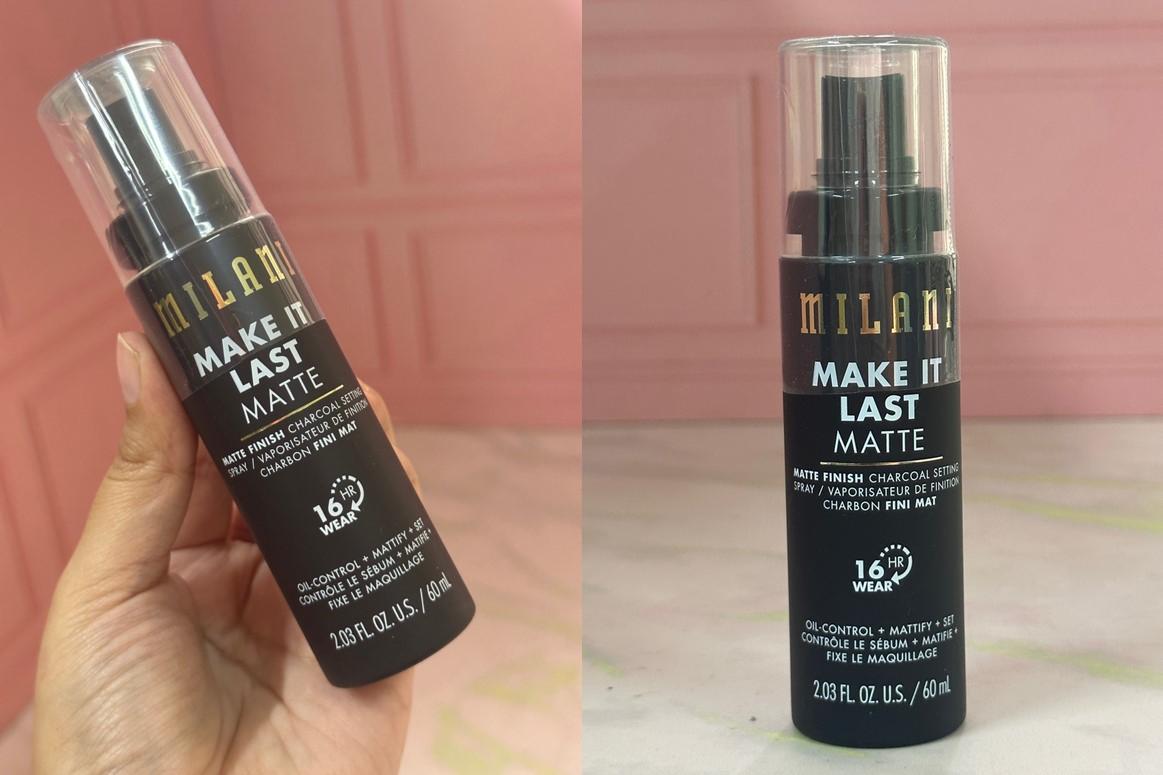 MILANI
MAKE IT
LAST
MATTE
MATTE FINISH CHARCOAL SETTING
SPRAY / VAPORISATEUR DE FINITION
CHARBON FINI MAT
16 HR
WEAR
OIL-CONTROL + MATTIFY + SET
CONTRÔLE LE SÉBUM + MATIFIE +
FIXE LE MAQUILLAGE
2.03 FL. OZ. U.S. / 60 mL
MILANI
MAKE IT
LAST
MATTE
MATTE FINISH CHARCOAL SETTING
SPRAY / VAPORISATEUR DE FINITION
CHARBON FINI MAT
16 HR
WEAR
OIL-CONTROL + MATTIFY + SET
CONTRÔLE LE SÉBUM + MATIFIE +
FIXE LE MAQUILLAGE
2.03 FL. OZ. U.S. / 60 mL